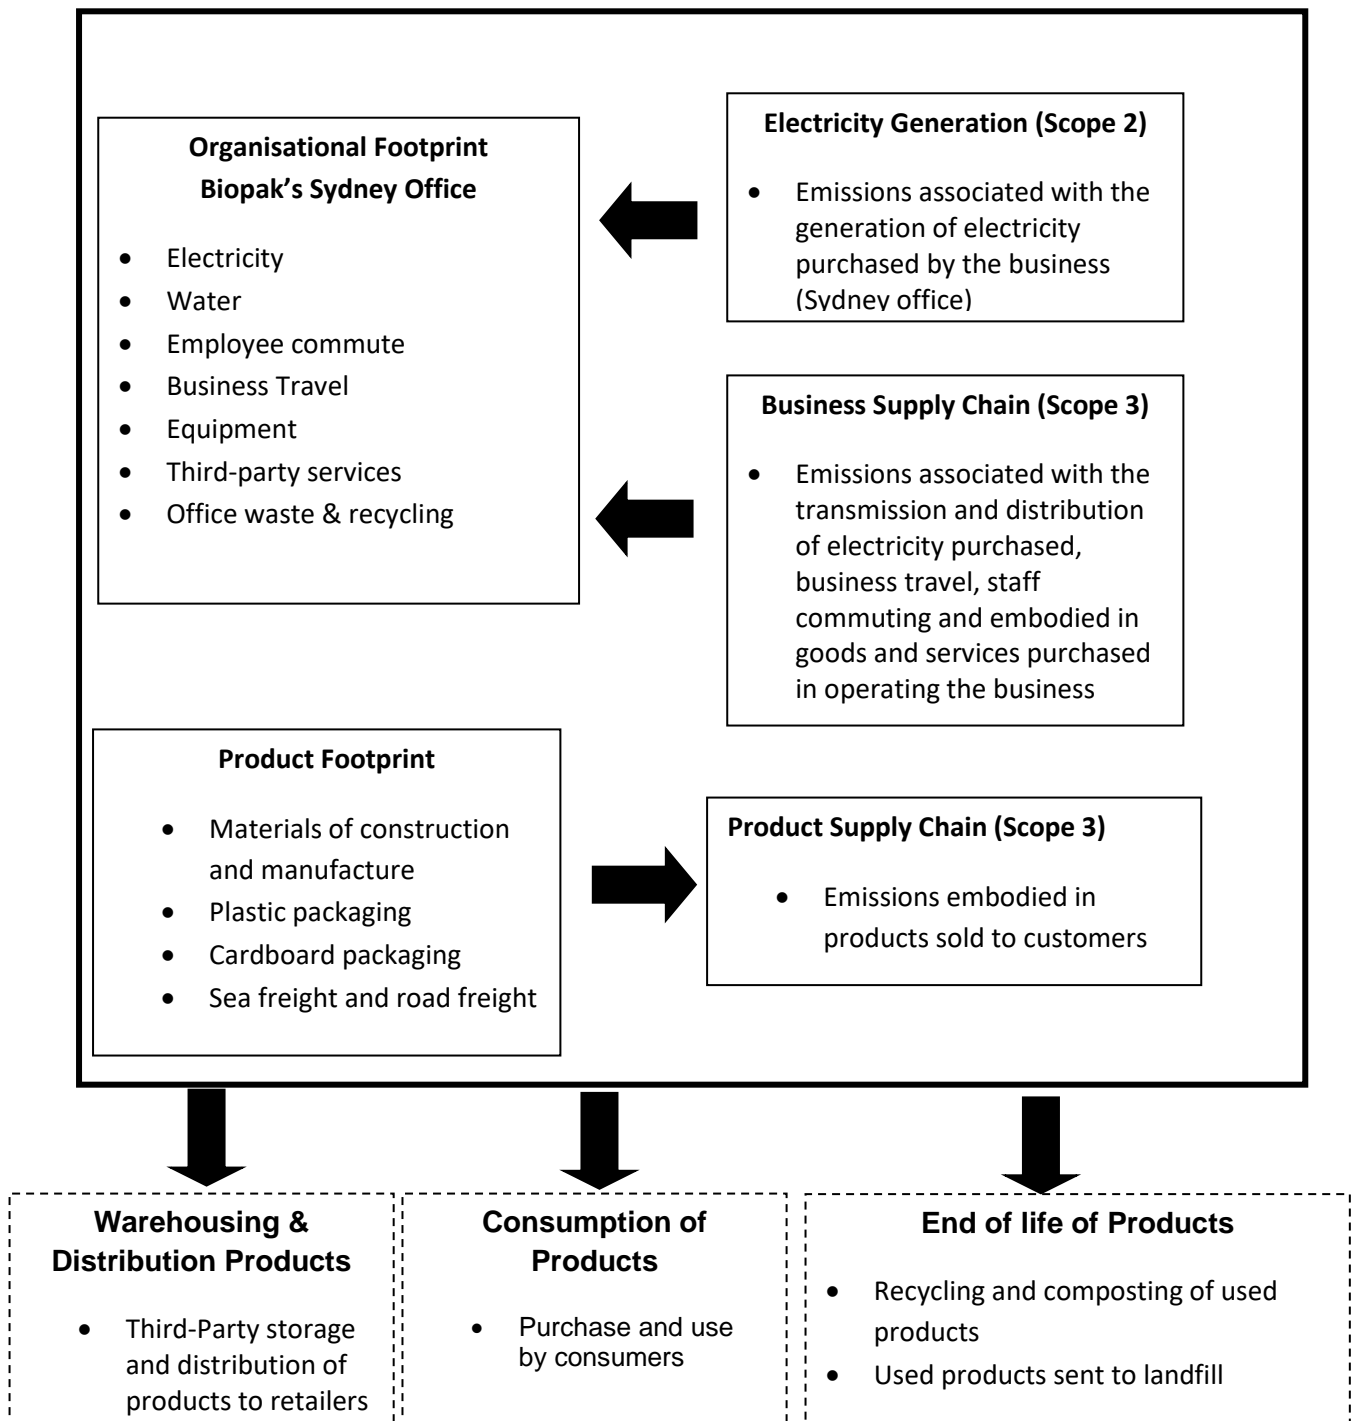 Organisational Footprint
Biopak’s Sydney Office
• Electricity
• Water
• Employee commute
• Business Travel
• Equipment
• Third-party services
• Office waste & recycling
Electricity Generation (Scope 2)
• Emissions associated with the
generation of electricity
purchased by the business
(Sydney office)
Business Supply Chain (Scope 3)
• Emissions associated with the
transmission and distribution
of electricity purchased,
business travel, staff
commuting and embodied in
goods and services purchased
in operating the business
Product Footprint
• Materials of construction
and manufacture
• Plastic packaging
• Cardboard packaging
• Sea freight and road freight
Product Supply Chain (Scope 3)
• Emissions embodied in
products sold to customers
Warehousing &
Distribution Products
• Third-Party storage
and distribution of
products to retailers
Consumption of
Products
• Purchase and use
by consumers
End of life of Products
• Recycling and composting of used
products
• Used products sent to landfill